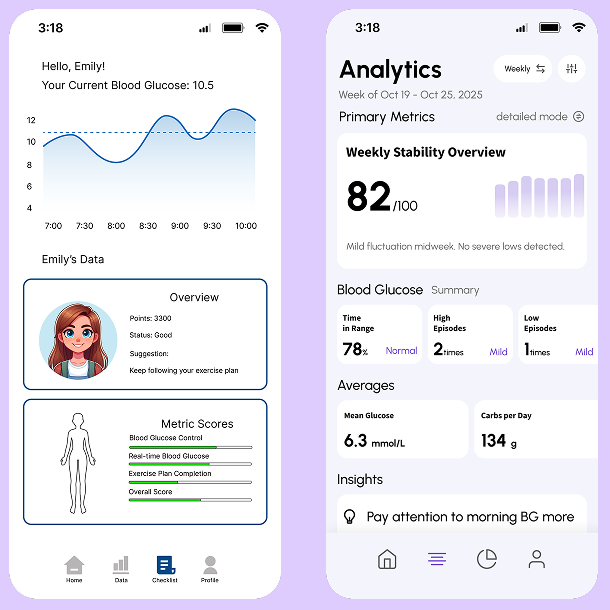 3:18
Hello, Emily!
Your Current Blood Glucose: 10.5
12
10
8
6
4
7:00 7:30 8:00 8:30 9:00 9:30 10:00
Emily's Data
Overview
Points: 3300
Status: Good
Suggestion:
Keep following your exercise plan
Metric Scores
Blood Glucose Control
Real-time Blood Glucose
Exercise Plan Completion
Overall Score
Home Data Checklist Profile
3:18
Analytics
Weekly
Week of Oct 19 - Oct 25, 2025
Primary Metrics detailed mode
Weekly Stability Overview
82/100
Mild fluctuation midweek. No severe lows detected.
Blood Glucose Summary
Time
in Range
78% Normal
High
Episodes
2times Mild
Low
Episodes
1times Mild
Averages
Mean Glucose
6.3 mmol/L
Carbs per Day
134 g
Insights
Pay attention to morning BG more